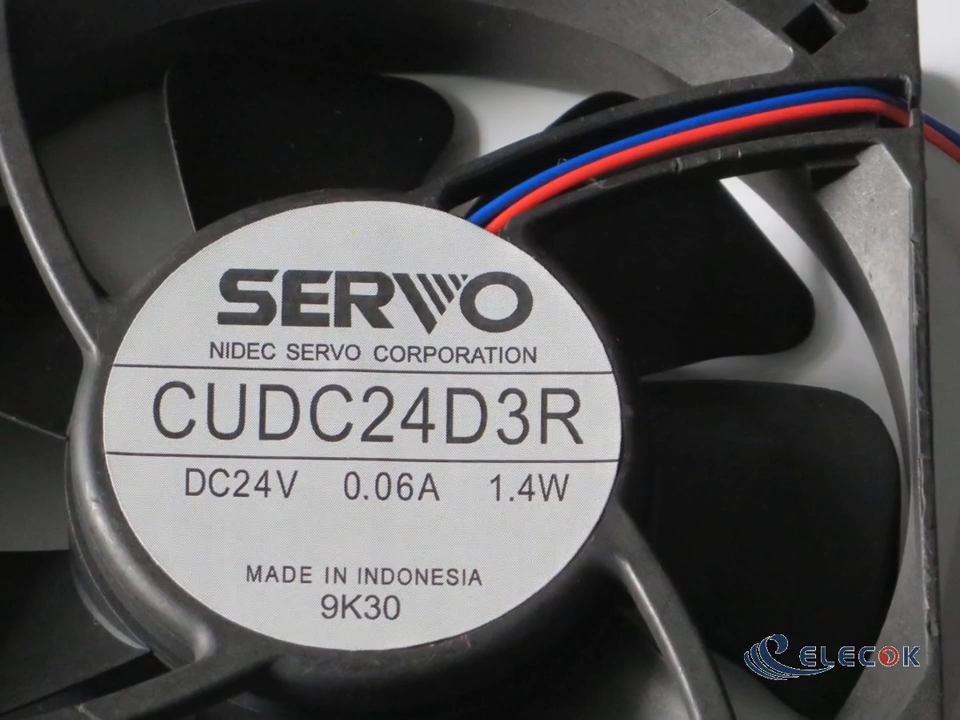 SERVO
NIDEC SERVO CORPORATION
CUDC24D3R
DC24V 0.06A 1.4W
MADE IN INDONESIA
9K30
ELECOK